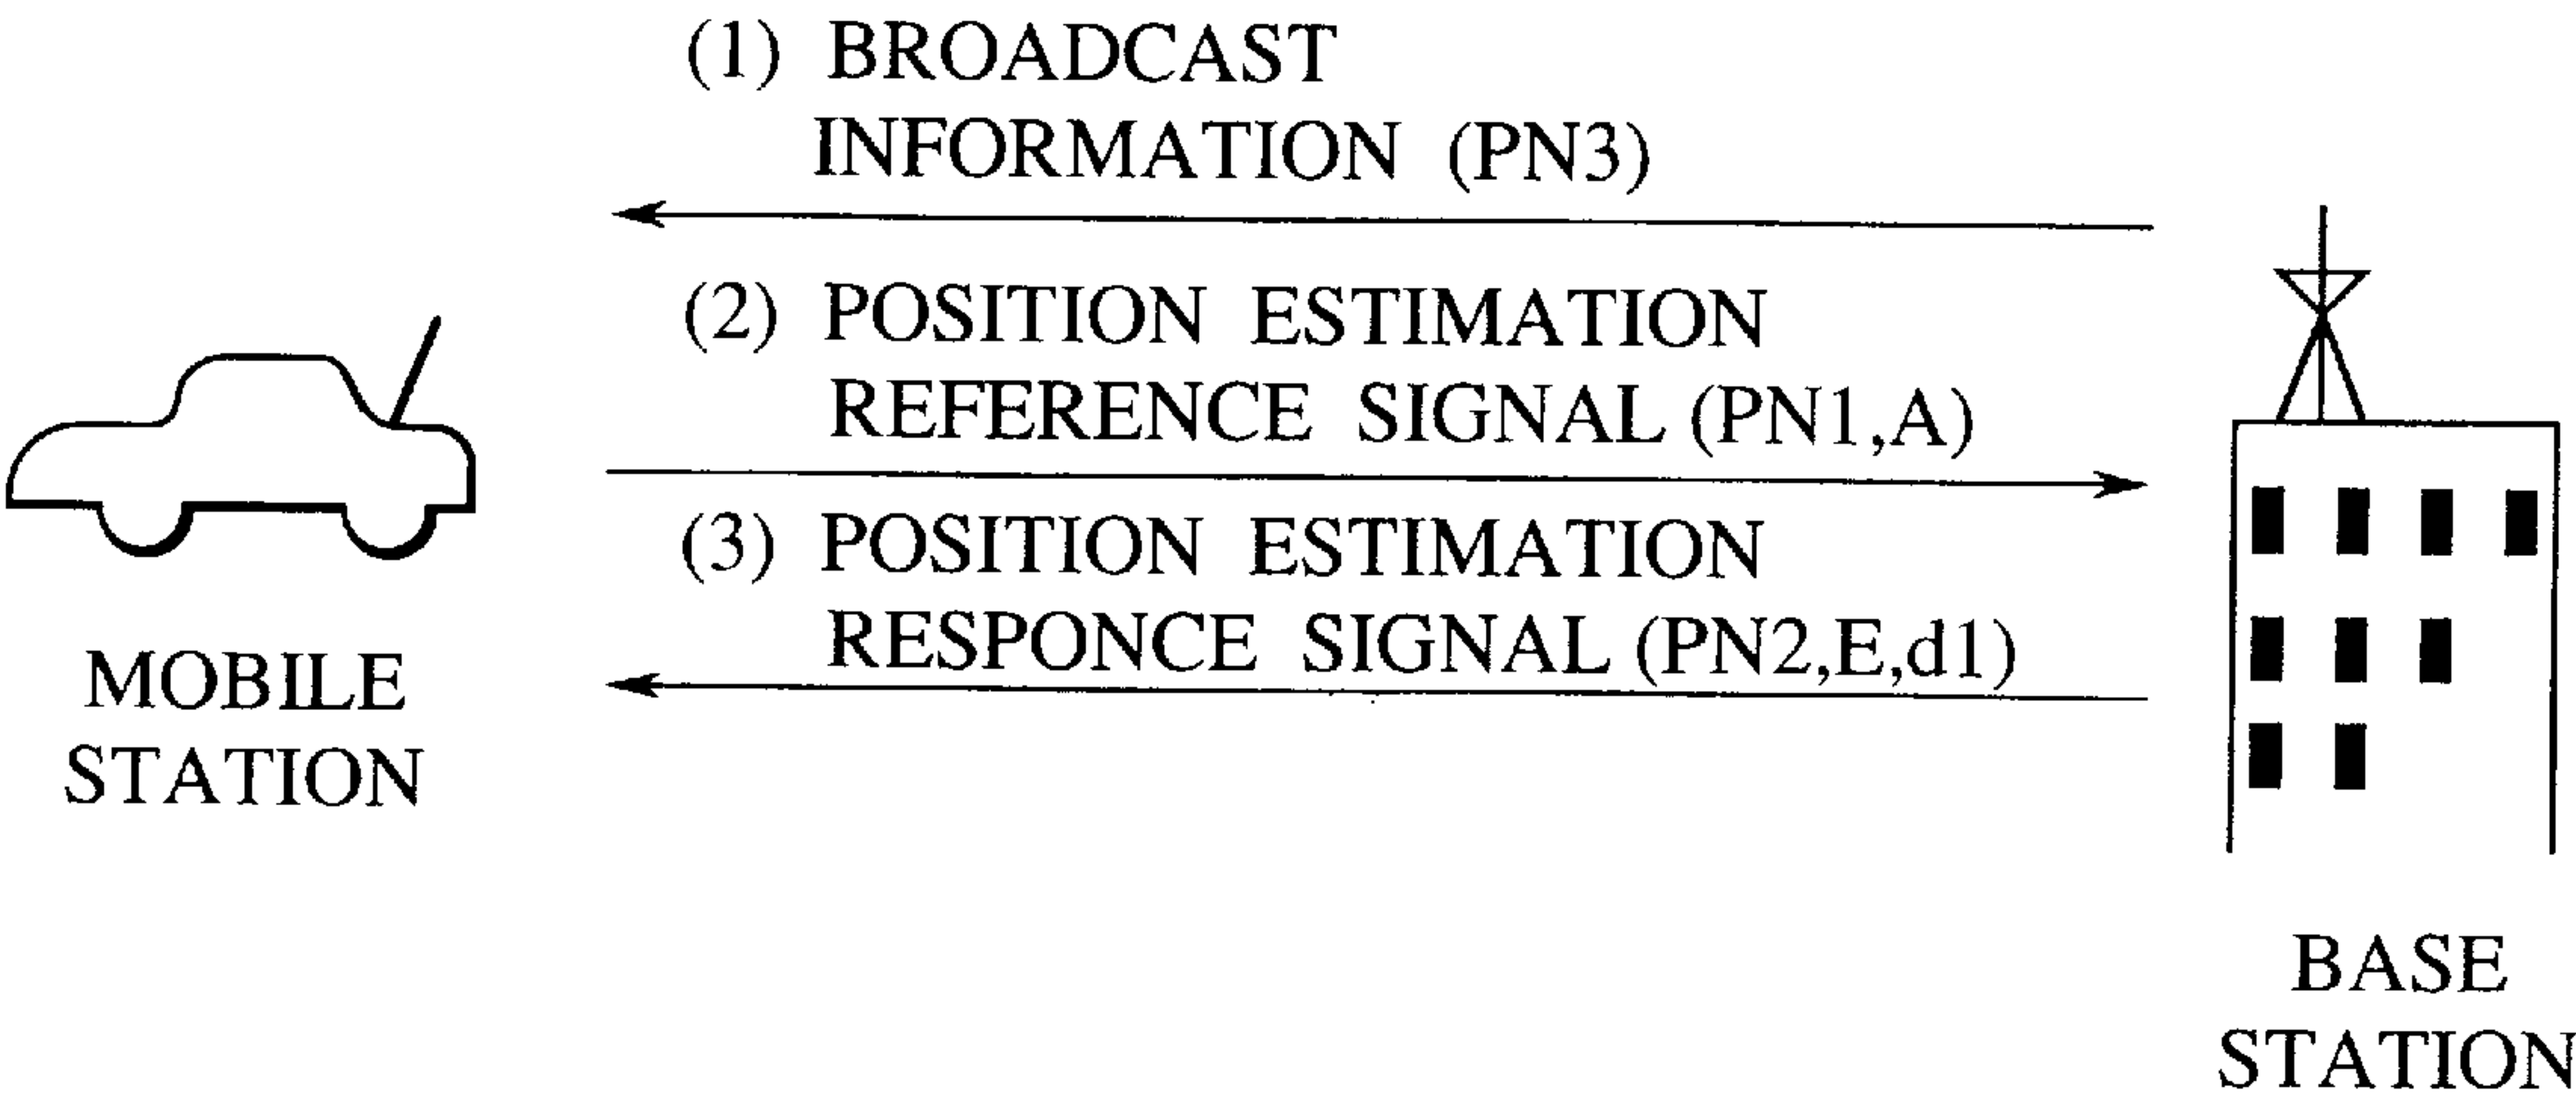 (1) BROADCAST
INFORMATION (PN3)
(2) POSITION ESTIMATION
REFERENCE SIGNAL (PN1,A)
(3) POSITION ESTIMATION
RESPONCE SIGNAL (PN2,E,d1)
MOBILE
STATION
BASE
STATION